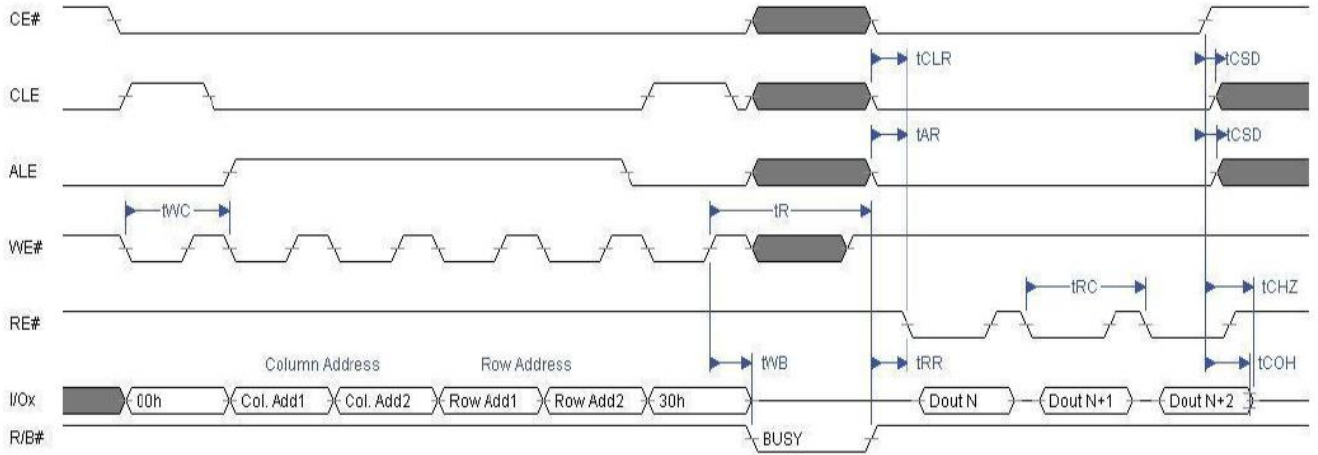 CE#
tCLR tCSD
CLE
tAR tCSD
ALE
tWC tR
WE#
tRC tCHZ
RE#
Column Address Row Address tWB tRR tCOH
I/Ox 00h Col. Add1 Col. Add2 Row Add1 Row Add2 30h Dout N Dout N+1 Dout N+2
R/B# BUSY